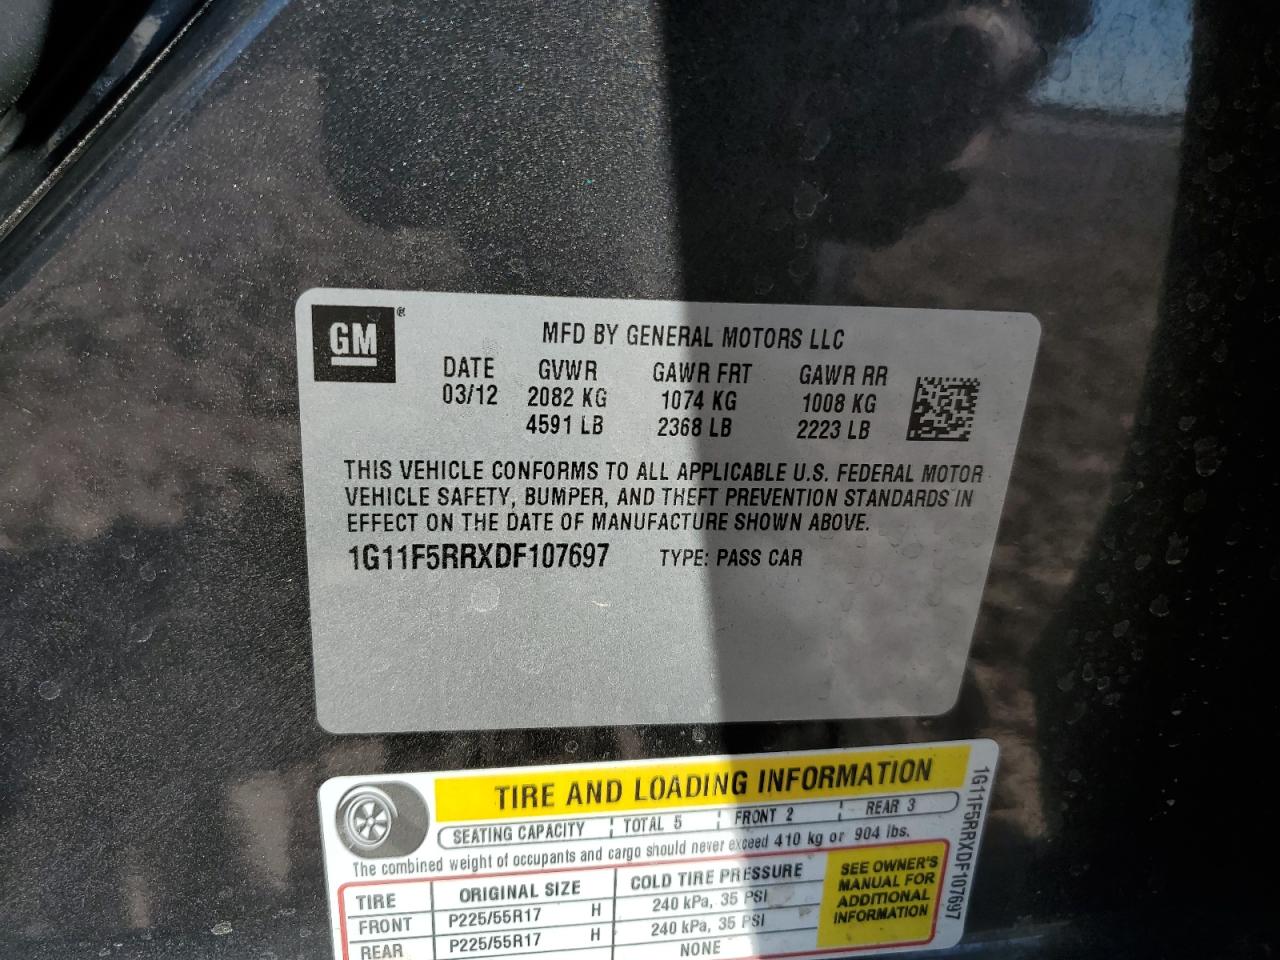 GM ®
MFD BY GENERAL MOTORS LLC
DATE GVWR GAWR FRT GAWR RR
03/12 2082 KG 1074 KG 1008 KG
4591 LB 2368 LB 2223 LB
THIS VEHICLE CONFORMS TO ALL APPLICABLE U.S. FEDERAL MOTOR
VEHICLE SAFETY, BUMPER, AND THEFT PREVENTION STANDARDS IN
EFFECT ON THE DATE OF MANUFACTURE SHOWN ABOVE.
1G11F5RRXDF107697 TYPE: PASS CAR
TIRE AND LOADING INFORMATION
SEATING CAPACITY TOTAL 5 FRONT 2 REAR 3
The combined weight of occupants and cargo should never exceed 410 kg or 904 lbs.
TIRE ORIGINAL SIZE COLD TIRE PRESSURE
FRONT P225/55R17 H 240 kPa, 35 PSI
REAR P225/55R17 H 240 kPa, 35 PSI
NONE
SEE OWNER'S
MANUAL FOR
ADDITIONAL
INFORMATION
1G11F5RRXDF107697